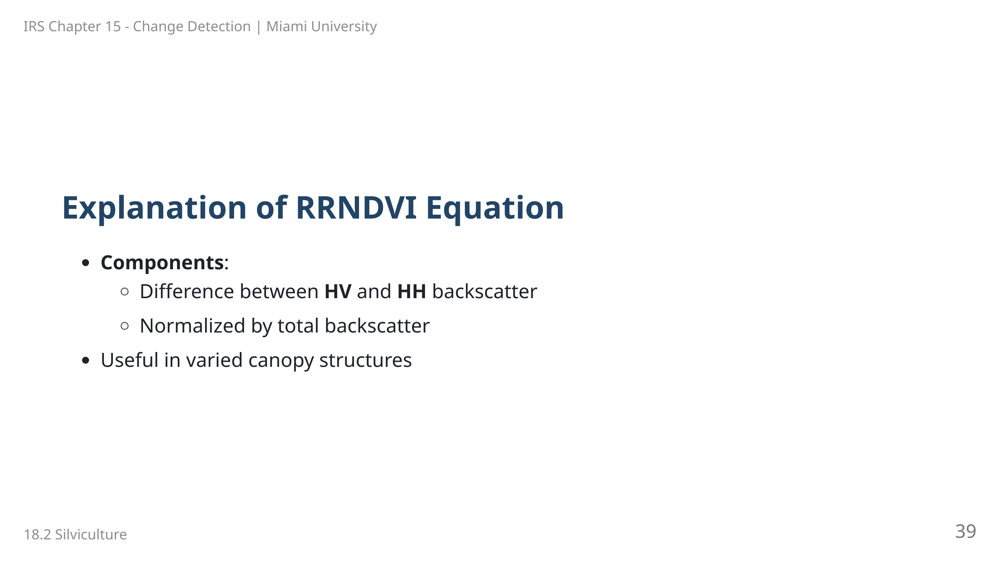 IRS Chapter 15 - Change Detection | Miami University
Explanation of RRNDVI Equation
• Components:
○ Difference between HV and HH backscatter
○ Normalized by total backscatter
• Useful in varied canopy structures
18.2 Silviculture
39